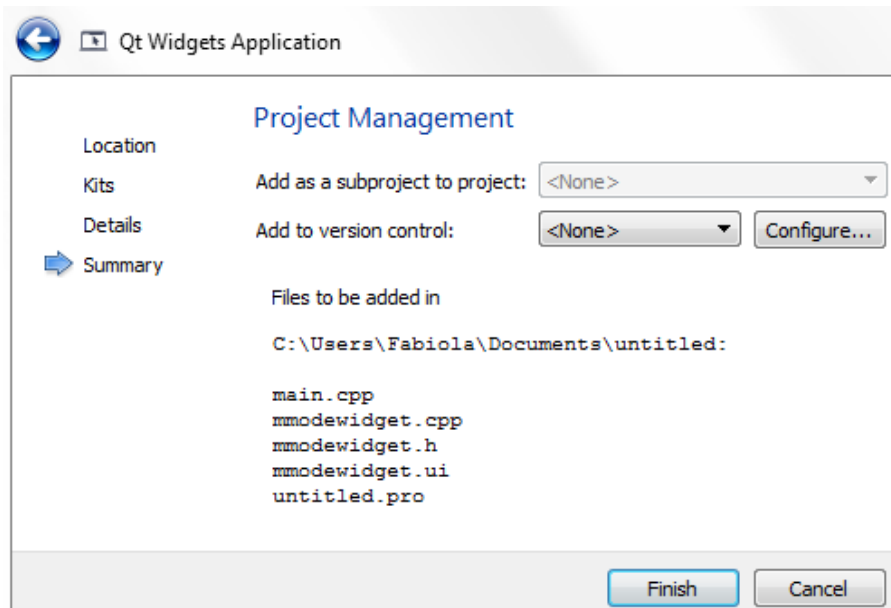 Qt Widgets Application
Project Management
Location
Kits
Details
Summary
Add as a subproject to project: <None>
Add to version control: <None> Configure...
Files to be added in
C:\Users\Fabiola\Documents\untitled:
main.cpp
mmodewidget.cpp
mmodewidget.h
mmodewidget.ui
untitled.pro
Finish Cancel